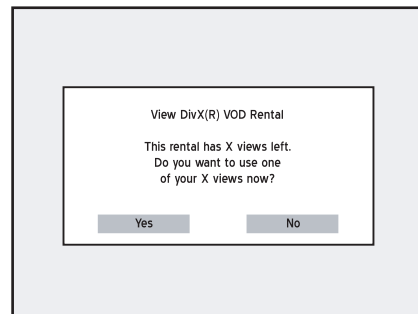 View DivX(R) VOD Rental
This rental has X views left.
Do you want to use one
of your X views now?
Yes
No